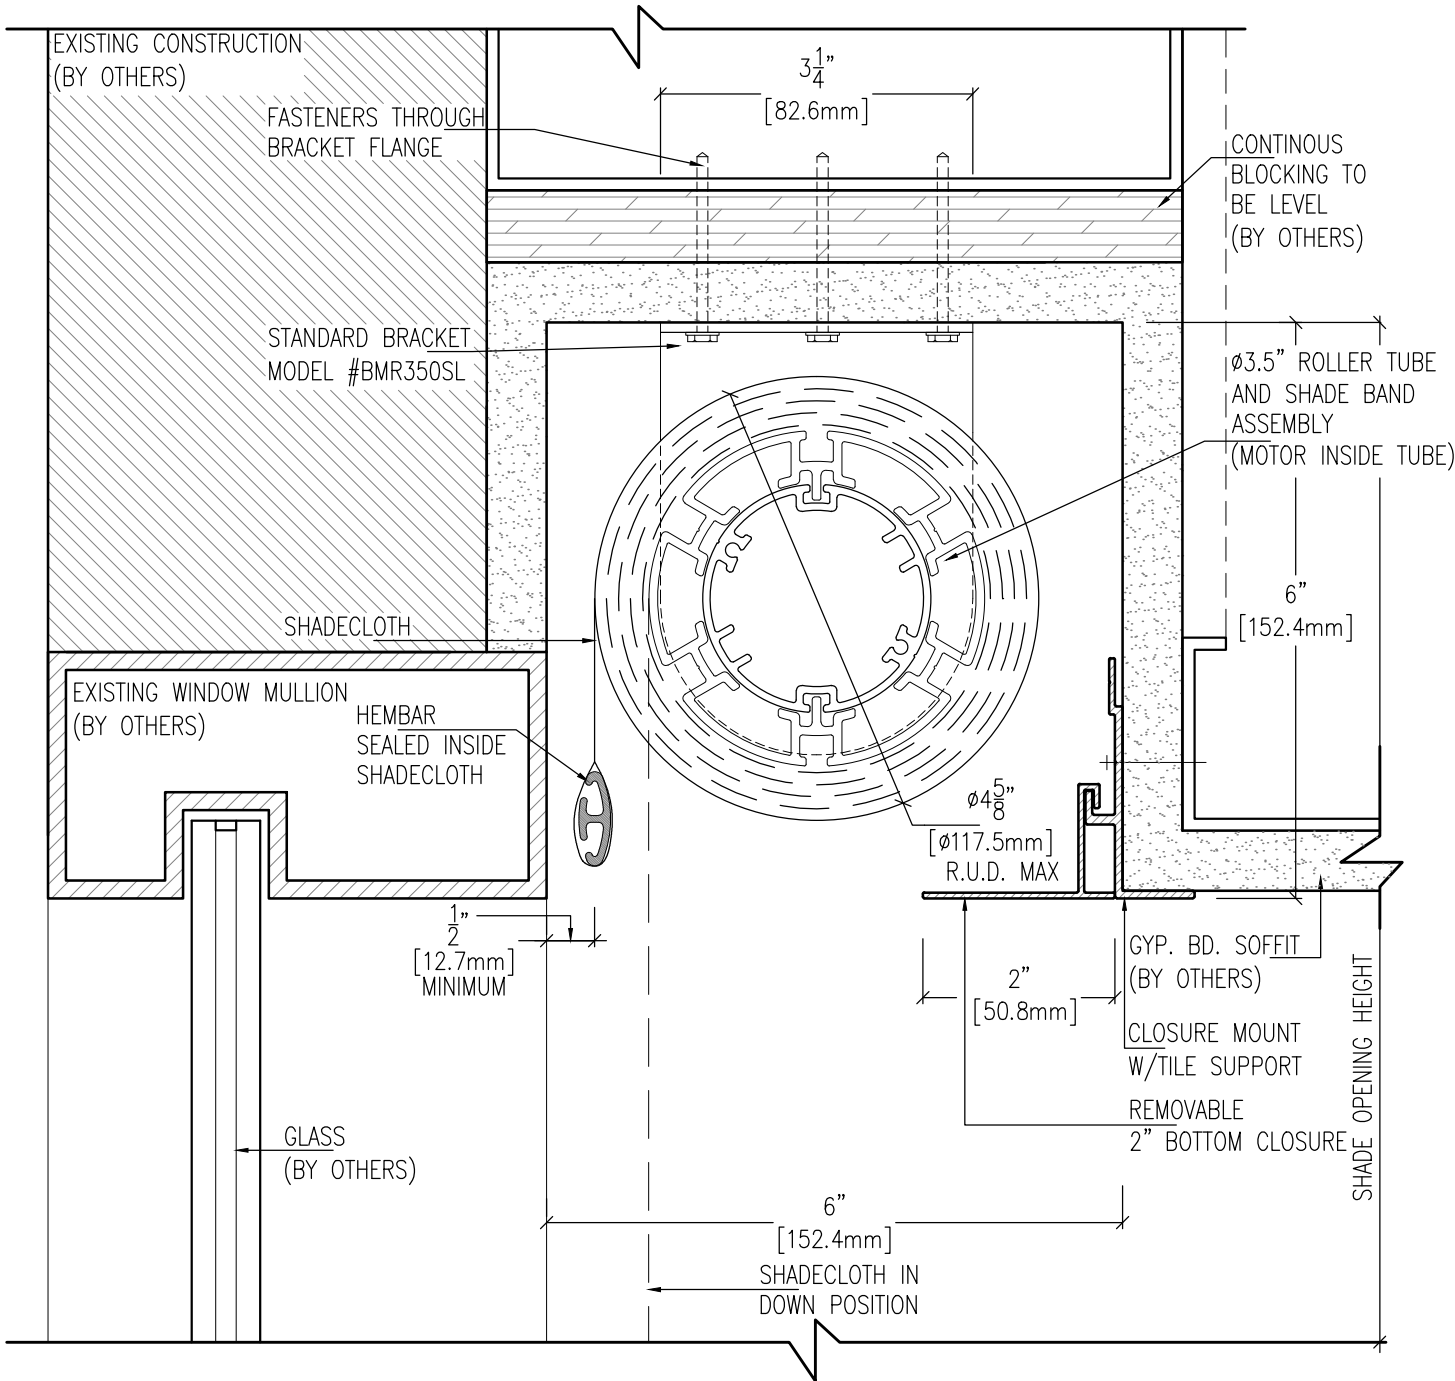 EXISTING CONSTRUCTION
(BY OTHERS)
3 1/4"
[82.6mm]
FASTENERS THROUGH
BRACKET FLANGE
CONTINOUS
BLOCKING TO
BE LEVEL
(BY OTHERS)
STANDARD BRACKET
MODEL #BMR350SL
ø3.5" ROLLER TUBE
AND SHADE BAND
ASSEMBLY
(MOTOR INSIDE TUBE)
6"
[152.4mm]
SHADECLOTH
EXISTING WINDOW MULLION
(BY OTHERS)
HEMBAR
SEALED INSIDE
SHADECLOTH
ø4 5/8"
[ø117.5mm]
R.U.D. MAX
1/2"
[12.7mm]
MINIMUM
2"
[50.8mm]
GYP. BD. SOFFIT
(BY OTHERS)
CLOSURE MOUNT
W/TILE SUPPORT
REMOVABLE
2" BOTTOM CLOSURE
SHADE OPENING HEIGHT
GLASS
(BY OTHERS)
6"
[152.4mm]
SHADECLOTH IN
DOWN POSITION